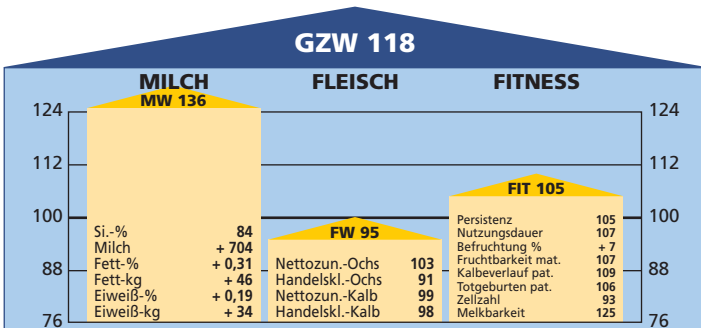 GZW 118
MILCH FLEISCH FITNESS
MW 136
124 124
112 112
FIT 105
100 100
FW 95
88 88
76 76
Si.-% 84
Milch + 704
Fett-% + 0,31
Fett-kg + 46
Eiweiß-% + 0,19
Eiweiß-kg + 34
Nettozun.-Ochs 103
Handelskl.-Ochs 91
Nettozun.-Kalb 99
Handelskl.-Kalb 98
Persistenz 105
Nutzungsdauer 107
Befruchtung % + 7
Fruchtbarkeit mat. 107
Kalbeverlauf pat. 109
Totgeburten pat. 106
Zellzahl 93
Melkbarkeit 125